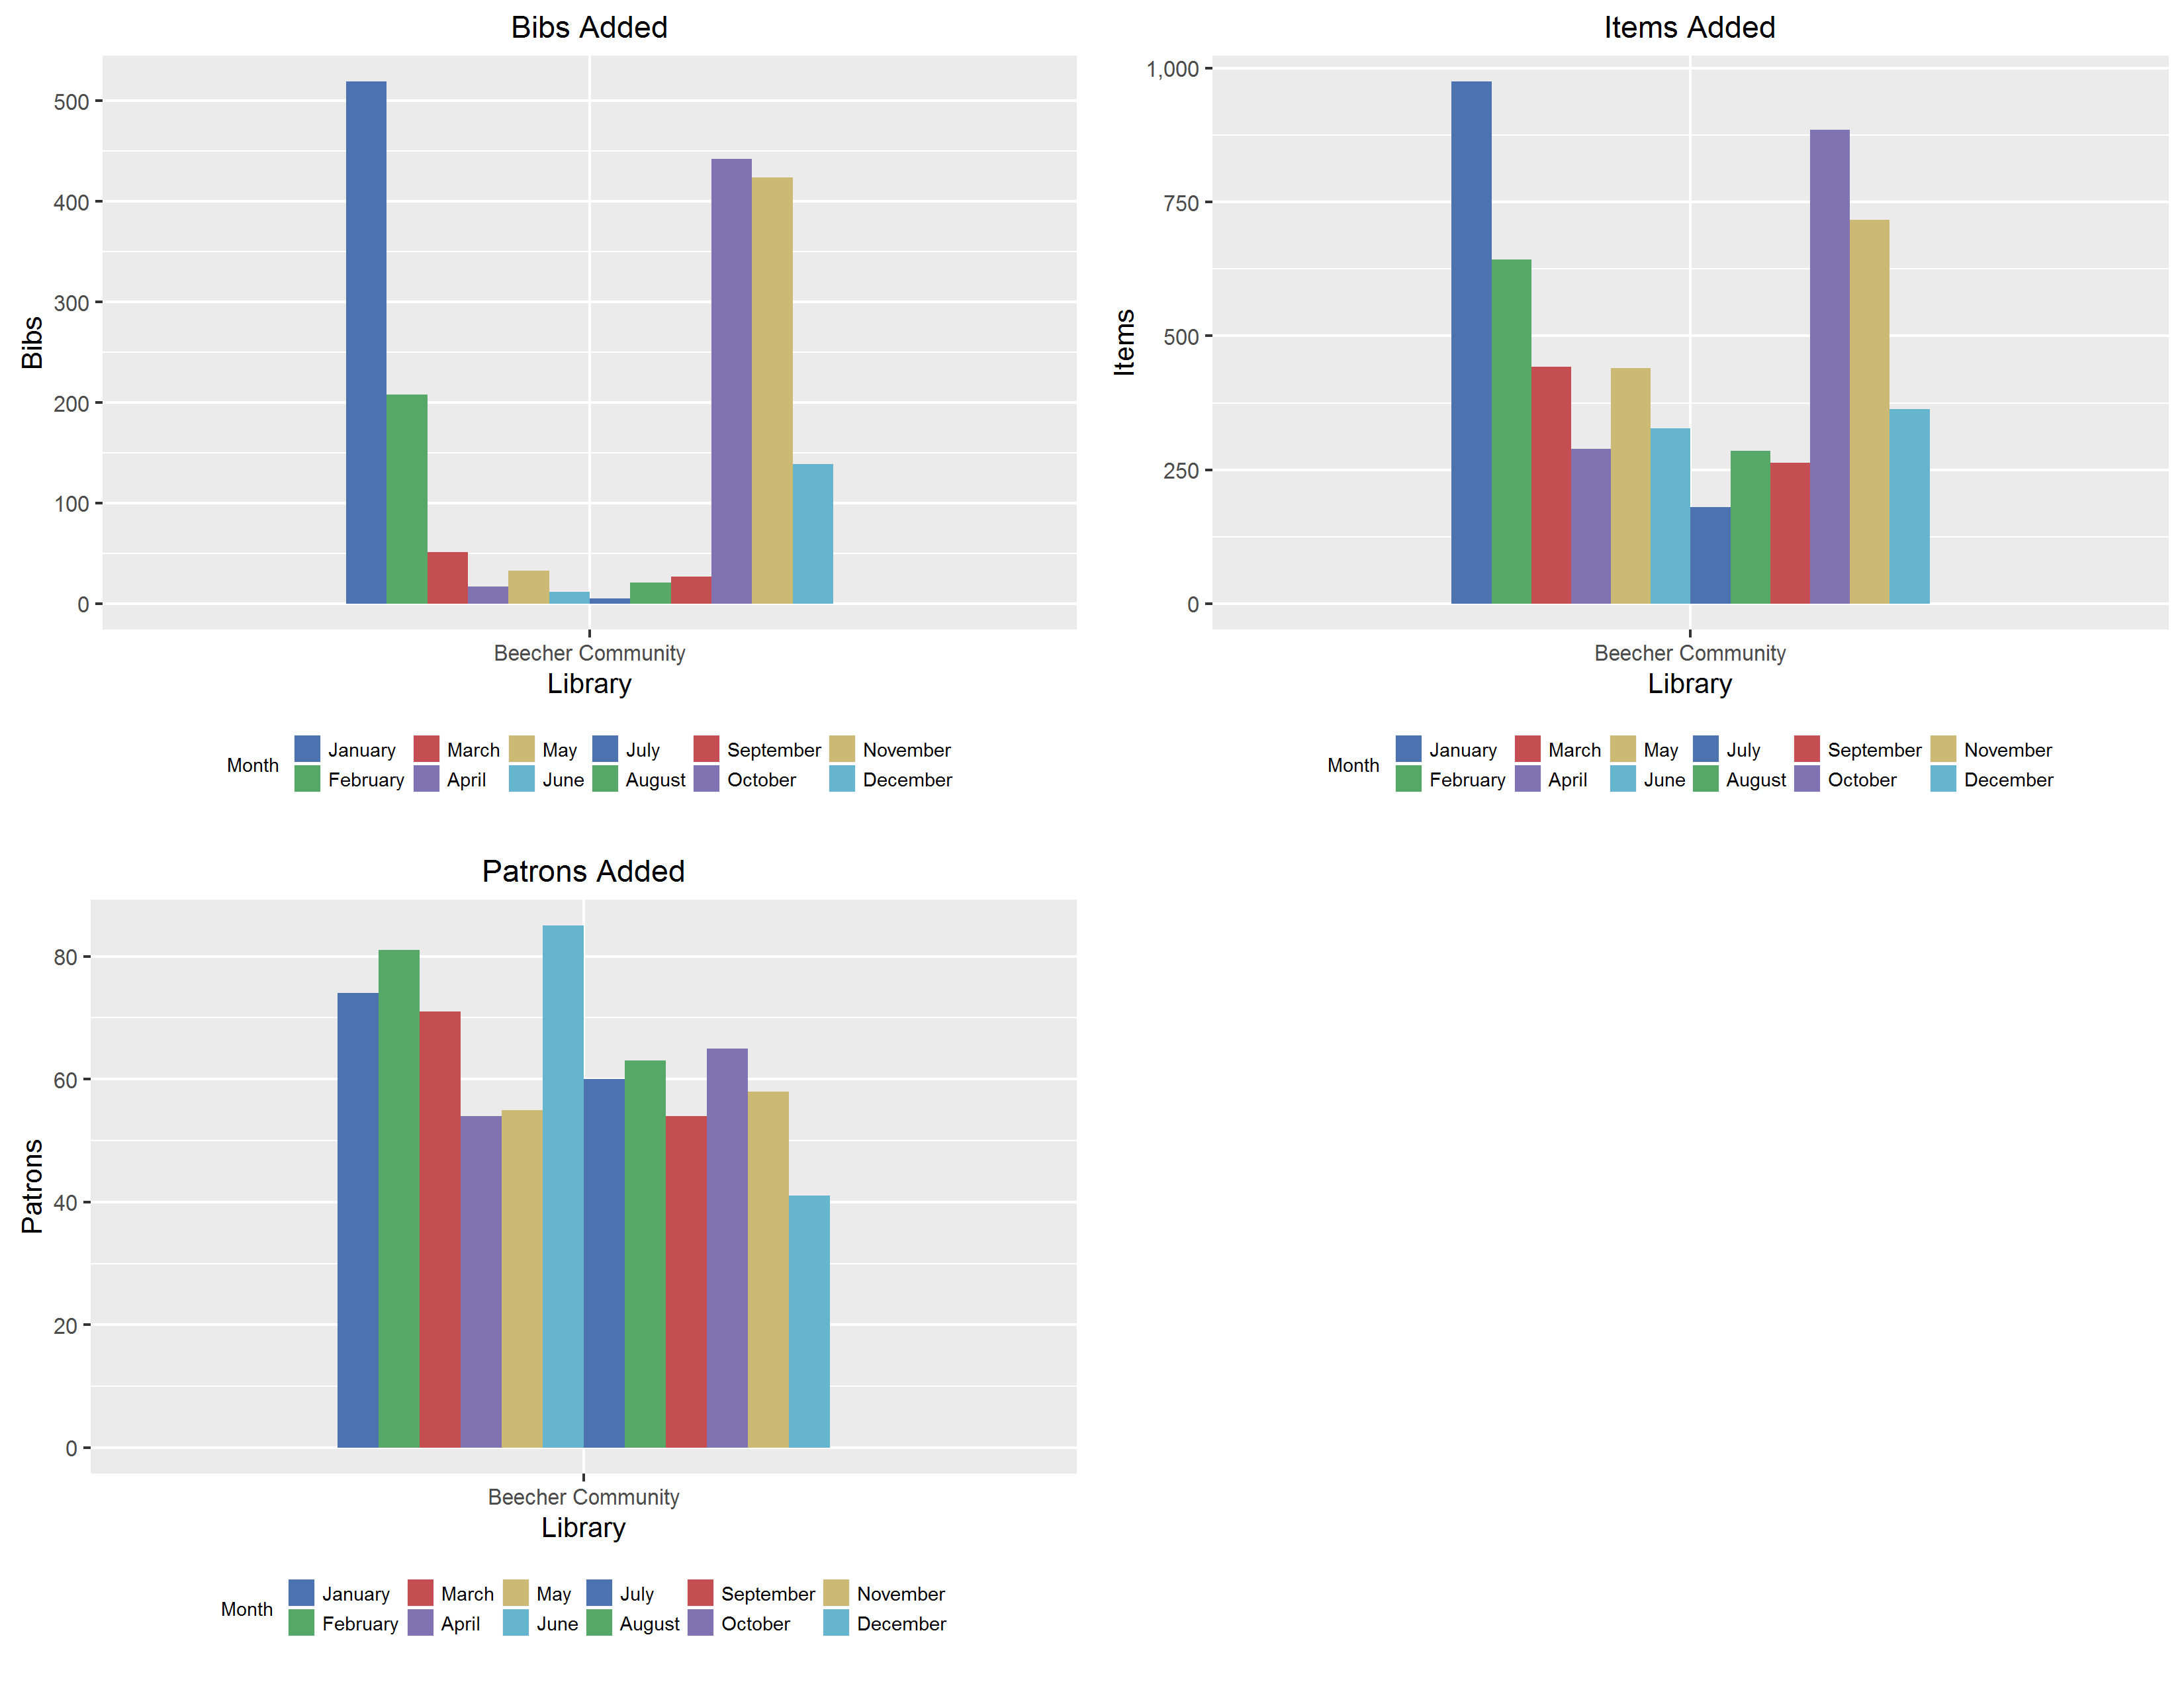 Bibs Added
500
400
300
200
100
0
Bibs
Beecher Community
Library
Month
January March May July September November
February April June August October December
Items Added
1,000
750
500
250
0
Items
Beecher Community
Library
Month
January March May July September November
February April June August October December
Patrons Added
80
60
40
20
0
Patrons
Beecher Community
Library
Month
January March May July September November
February April June August October December